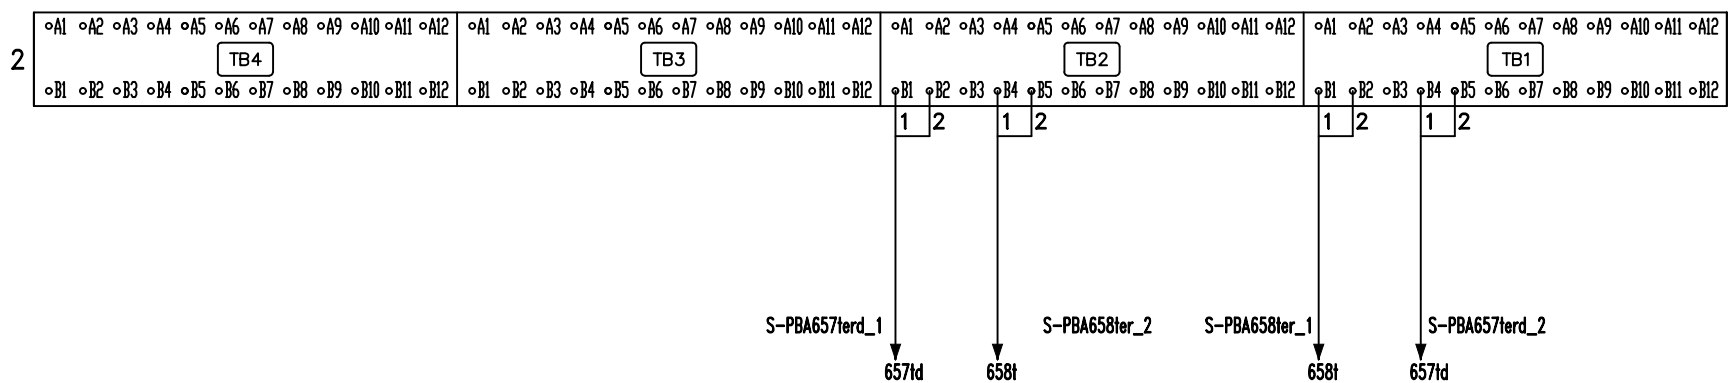 A1 A2 A3 A4 A5 A6 A7 A8 A9 A10 A11 A12 A1 A2 A3 A4 A5 A6 A7 A8 A9 A10 A11 A12 A1 A2 A3 A4 A5 A6 A7 A8 A9 A10 A11 A12 A1 A2 A3 A4 A5 A6 A7 A8 A9 A10 A11 A12
2 TB4 TB3 TB2 TB1
B1 B2 B3 B4 B5 B6 B7 B8 B9 B10 B11 B12 B1 B2 B3 B4 B5 B6 B7 B8 B9 B10 B11 B12 B1 B2 B3 B4 B5 B6 B7 B8 B9 B10 B11 B12 B1 B2 B3 B4 B5 B6 B7 B8 B9 B10 B11 B12
1 2 1 2 1 2 1 2
S-PBA657terd_1 S-PBA658ter_2 S-PBA658ter_1 S-PBA657terd_2
657td 658t 658t 657td